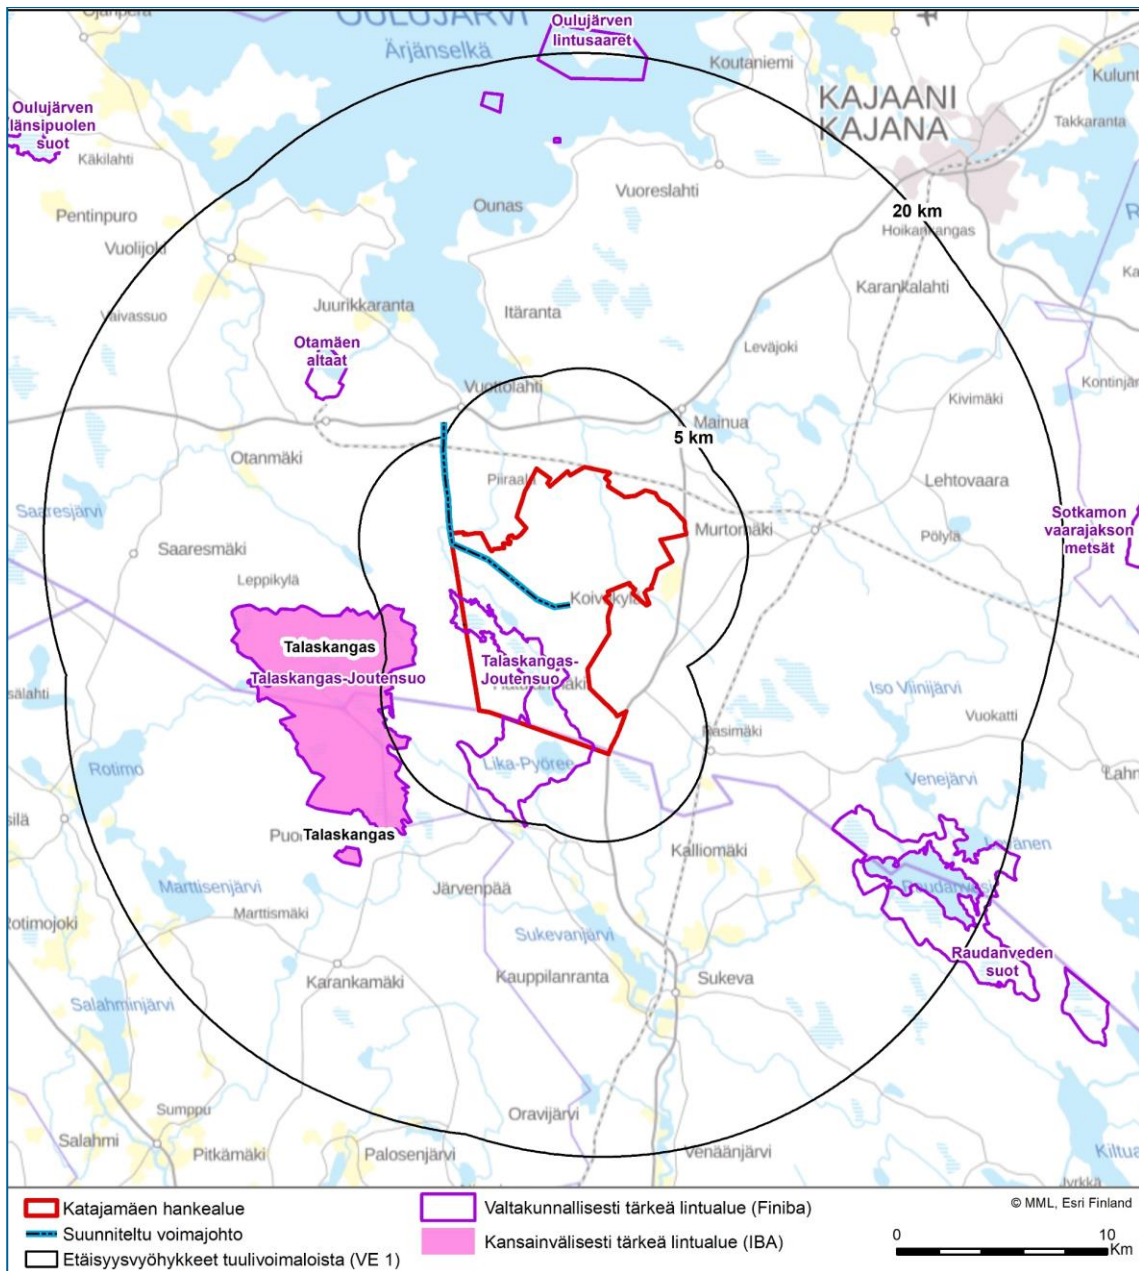 Ojanperä
OULUJÄRVI
Ärjänselkä
Oulujärven
lintusaaret
Koutaniemi
KAJAANI
KAJANA
Takkaranta
Oulujärven
länsipuolen
suot
Käkilahti
Vuoreslahti
Ounas
20 km
Hoikankangas
Pentinpuro
Vuolijoki
Karankalahti
Juurikkaranta
Itäranta
Vaivassuo
Otamäen
altaat
Leväjoki
Vuottolahti
Kivimäki
Mainua
5 km
Otanmäki
Piiraala
Lehtovaara
Saaresjärvi
Murtomäki
Pölylä
Sotkamon
vaarajakson
metsät
Saaresmäki
Leppikylä
Koivukylä
Talaskangas
Talaskangas-Joutensuo
Talaskangas-
Joutensuo
Iso Viinijärvi
Vuokatti
Rotimo
Lika-Pyöree
Venejärvi
Talaskangas
Kalliomäki
Marttisenjärvi
Järvenpää
Marttismäki
Rotimojoki
Sukevanjärvi
Raudanveden
suot
Karankamäki
Kauppilanranta
Sukeva
Salahminjärvi
Sumppu
Oravijärvi
Salahmi
Pitkämäki
Palosenjärvi
Venäänjärvi
Katajamäen hankealue
Suunniteltu voimajohto
Etäisyysvyöhykkeet tuulivoimaloista (VE 1)
Valtakunnallisesti tärkeä lintualue (Finiba)
Kansainvälisesti tärkeä lintualue (IBA)
© MML, Esri Finland
0 10
Km